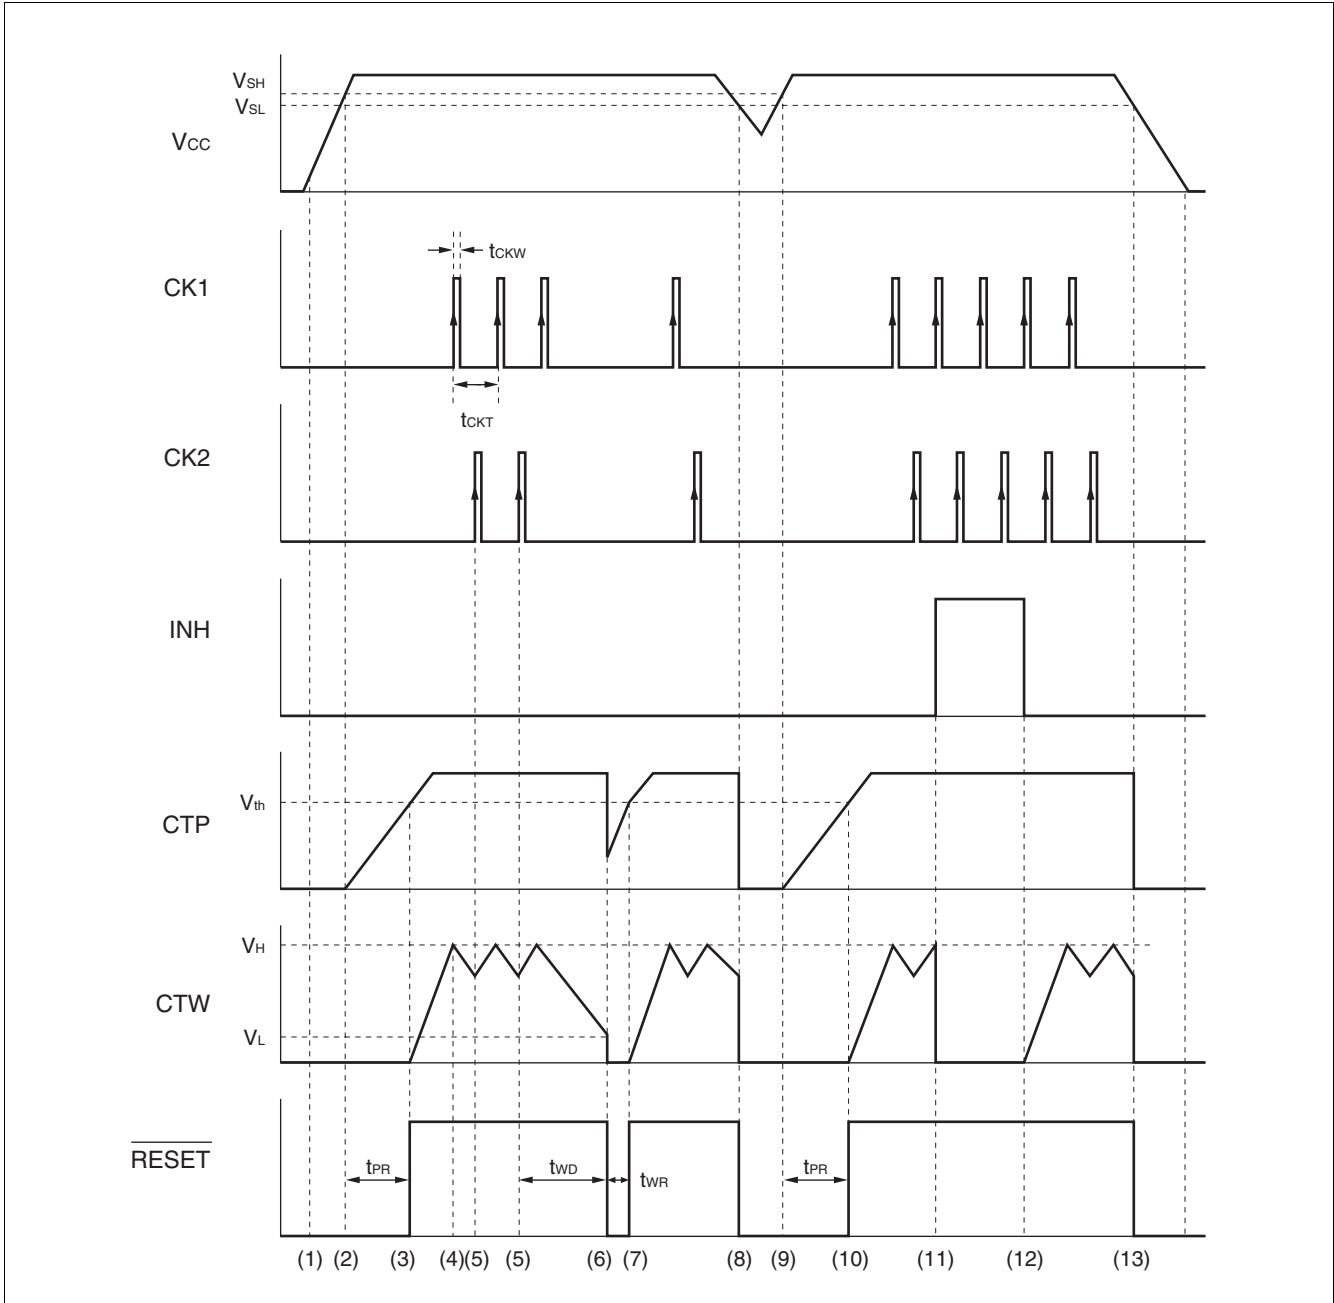 VSH
VSL
VCC
tCKW
CK1
tCKT
CK2
INH
Vth
CTP
VH
CTW
VL
RESET
tPR
tWD
tWR
tPR
(1) (2) (3) (4)(5) (5) (6) (7) (8) (9) (10) (11) (12) (13)